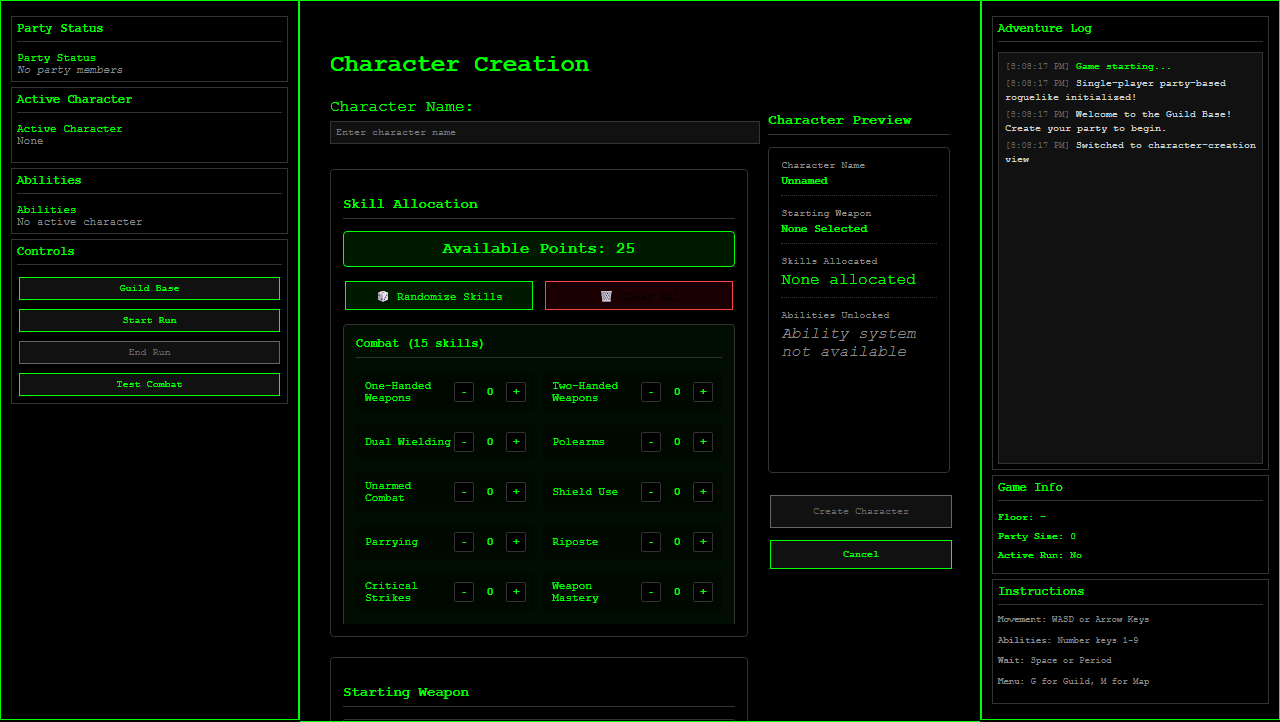 Party Status
Party Status
No party members
Active Character
Active Character
None
Abilities
Abilities
No active character
Controls
Guild Base
Start Run
End Run
Test Combat
Character Creation
Character Name:
Enter character name
Skill Allocation
Available Points: 25
Randomize Skills
Combat (15 skills)
One-Handed
Weapons
- 0 +
Two-Handed
Weapons
- 0 +
Dual Wielding - 0 +
Polearms - 0 +
Unarmed
Combat
- 0 +
Shield Use - 0 +
Parrying - 0 +
Riposte - 0 +
Critical
Strikes
- 0 +
Weapon
Mastery
- 0 +
Starting Weapon
Character Preview
Character Name
Unnamed
Starting Weapon
None Selected
Skills Allocated
None allocated
Abilities Unlocked
Ability system
not available
Create Character
Cancel
Adventure Log
[8:08:17 PM] Game starting...
[8:08:17 PM] Single-player party-based
roguelike initialized!
[8:08:17 PM] Welcome to the Guild Base!
Create your party to begin.
[8:08:17 PM] Switched to character-creation
view
Game Info
Floor: -
Party Size: 0
Active Run: No
Instructions
Movement: WASD or Arrow Keys
Abilities: Number keys 1-9
Wait: Space or Period
Menu: G for Guild, M for Map